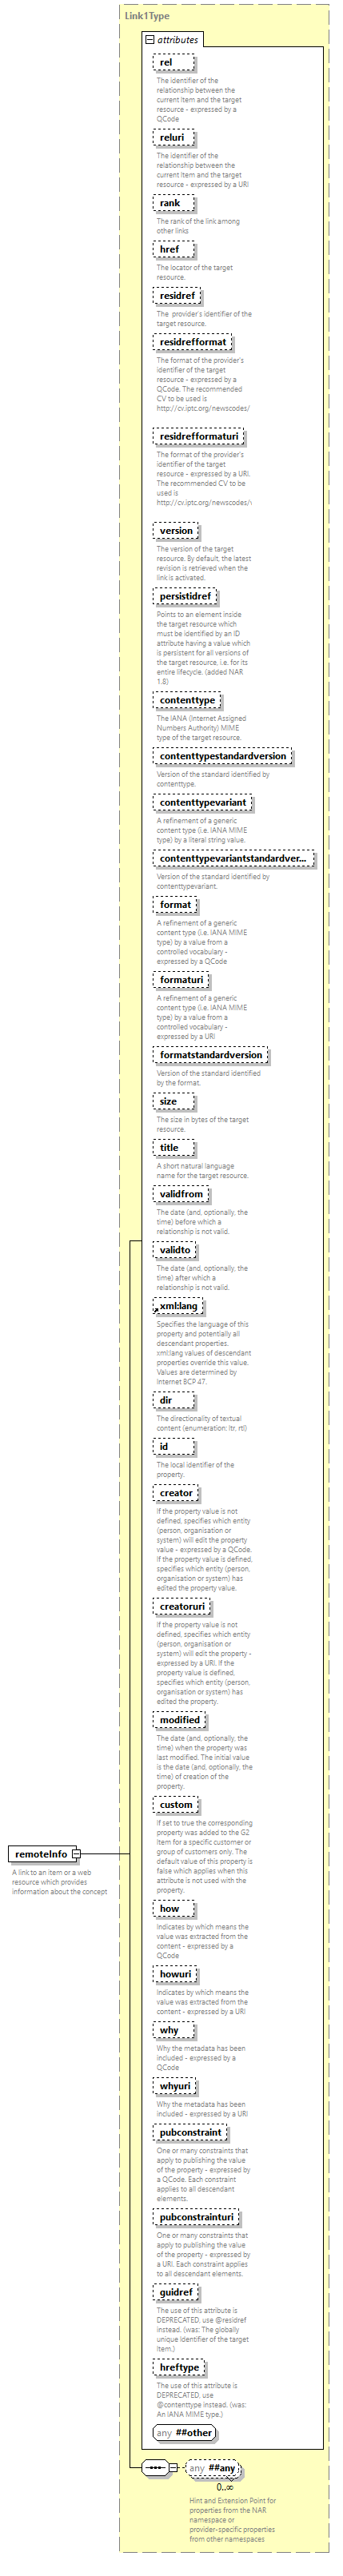 Link1Type
attributes
rel
The identifier of the
relationship between the
current Item and the target
resource - expressed by a
QCode
reluri
The identifier of the
relationship between the
current Item and the target
resource - expressed by a URI
rank
The rank of the link among
other links
href
The locator of the target
resource.
residref
The provider's identifier of the
target resource.
residrefformat
The format of the provider's
identifier of the target
resource - expressed by a
QCode. The recommended
CV to be used is
http://cv.iptc.org/newscodes/
residrefformaturi
The format of the provider's
identifier of the target
resource - expressed by a URI.
The recommended CV to be
used is
http://cv.iptc.org/newscodes/
version
The version of the target
resource. By default, the latest
revision is retrieved when the
link is activated.
persistidref
Points to an element inside
the target resource which
must be identified by an ID
attribute having a value which
is persistent for all versions of
the target resource, i.e. for its
entire lifecycle. (added NAR
1.8)
contenttype
The IANA (Internet Assigned
Numbers Authority) MIME
type of the target resource.
contenttypestandardversion
Version of the standard identified by
contenttype.
contenttypevariant
A refinement of a generic
content type (i.e. IANA MIME
type) by a literal string value.
contenttypevariantstandardver...
Version of the standard identified by
contenttypevariant.
format
A refinement of a generic
content type (i.e. IANA MIME
type) by a value from a
controlled vocabulary -
expressed by a QCode
formaturi
A refinement of a generic
content type (i.e. IANA MIME
type) by a value from a
controlled vocabulary -
expressed by a URI
formatstandardversion
Version of the standard identified
by the format.
size
The size in bytes of the target
resource.
title
A short natural language
name for the target resource.
validfrom
The date (and, optionally, the
time) before which a
relationship is not valid.
validto
The date (and, optionally, the
time) after which a
relationship is not valid.
xml:lang
Specifies the language of this
property and potentially all
descendant properties.
xml:lang values of descendant
properties override this value.
Values are determined by
Internet BCP 47.
dir
The directionality of textual
content (enumeration: ltr, rtl)
id
The local identifier of the
property.
creator
If the property value is not
defined, specifies which entity
(person, organisation or
system) will edit the property
value - expressed by a QCode.
If the property value is defined,
specifies which entity (person,
organisation or system) has
edited the property value.
creatoruri
If the property value is not
defined, specifies which entity
(person, organisation or
system) will edit the property -
expressed by a URI. If the
property value is defined,
specifies which entity (person,
organisation or system) has
edited the property.
modified
The date (and, optionally, the
time) when the property was
last modified. The initial value
is the date (and, optionally, the
time) of creation of the
property.
custom
If set to true the corresponding
property was added to the G2
Item for a specific customer or
group of customers only. The
default value of this property is
false which applies when this
attribute is not used with the
property.
remoteInfo
A link to an item or a web
resource which provides
information about the concept
how
Indicates by which means the
value was extracted from the
content - expressed by a
QCode
howuri
Indicates by which means the
value was extracted from the
content - expressed by a URI
why
Why the metadata has been
included - expressed by a
QCode
whyuri
Why the metadata has been
included - expressed by a URI
pubconstraint
One or many constraints that
apply to publishing the value
of the property - expressed by
a QCode. Each constraint
applies to all descendant
elements.
pubconstrainturi
One or many constraints that
apply to publishing the value
of the property - expressed by
a URI. Each constraint applies
to all descendant elements.
guidref
The use of this attribute is
DEPRECATED, use @residref
instead. (was: The globally
unique identifier of the target
Item.)
hreftype
The use of this attribute is
DEPRECATED, use
@contenttype instead. (was:
An IANA MIME type.)
any ##other
any ##any
0..∞
Hint and Extension Point for
properties from the NAR
namespace or
provider-specific properties
from other namespaces